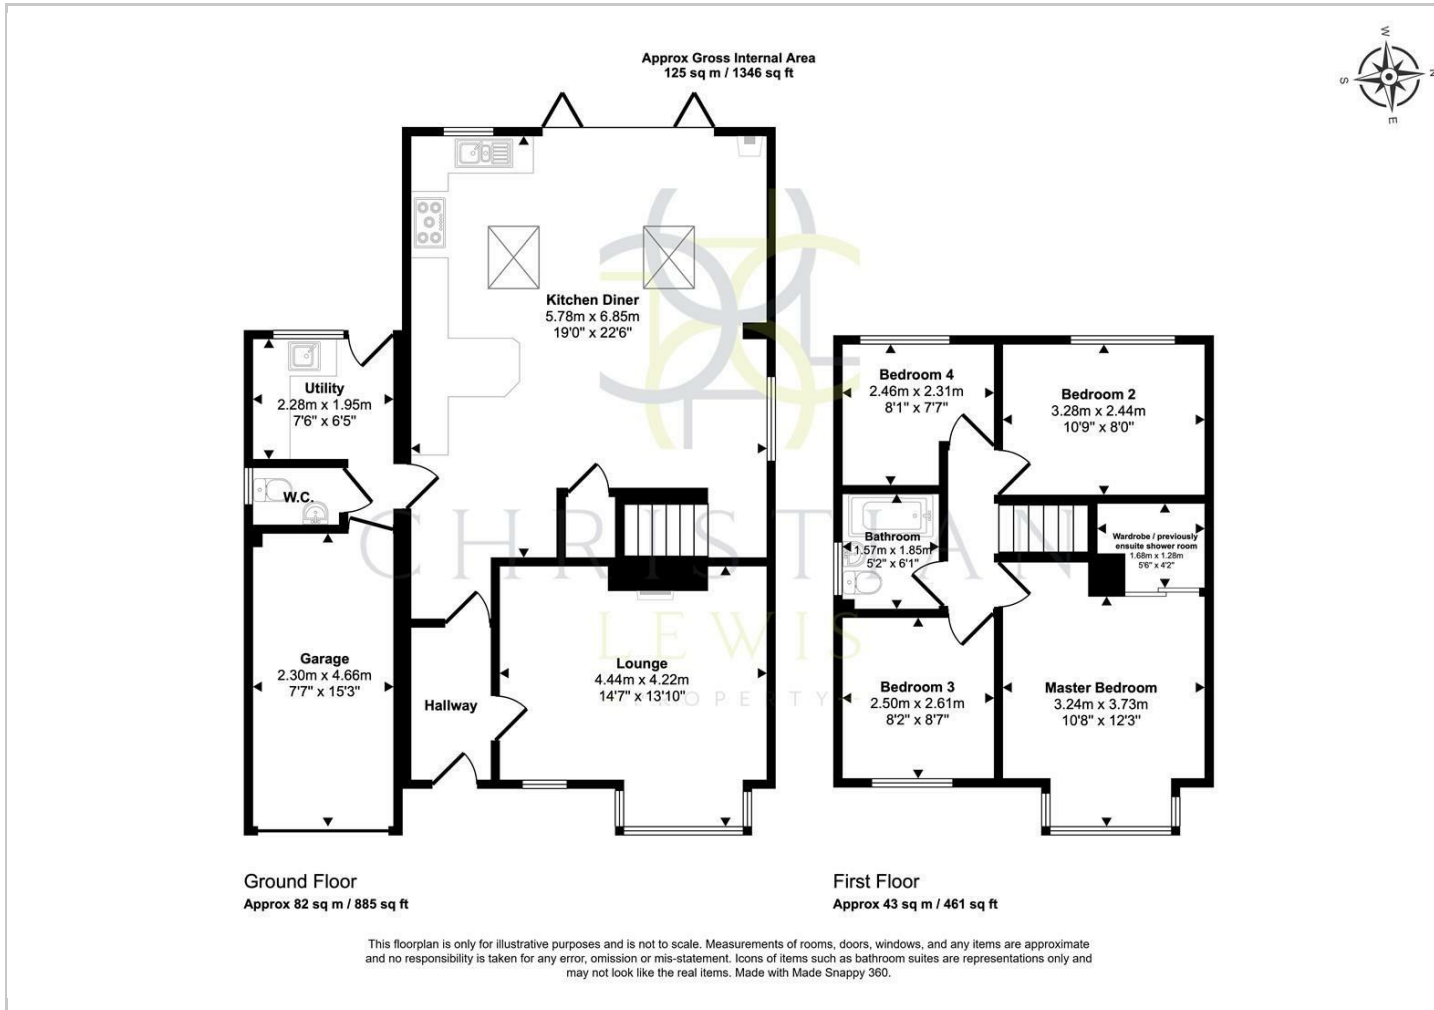 Approx Gross Internal Area
125 sq m / 1346 sq ft
W
S
N
E
Kitchen Diner
5.78m x 6.85m
19'0" x 22'6"
Utility
2.28m x 1.95m
7'6" x 6'5"
W.C.
Garage
2.30m x 4.66m
7'7" x 15'3"
Hallway
Lounge
4.44m x 4.22m
14'7" x 13'10"
Bedroom 4
2.46m x 2.31m
8'1" x 7'7"
Bedroom 2
3.28m x 2.44m
10'9" x 8'0"
Bathroom
1.57m x 1.85m
5'2" x 6'1"
Wardrobe / previously
ensuite shower room
1.68m x 1.28m
5'6" x 4'2"
Bedroom 3
2.50m x 2.61m
8'2" x 8'7"
Master Bedroom
3.24m x 3.73m
10'8" x 12'3"
CHRISTIAN
LEWIS
PROPERTY
Ground Floor
Approx 82 sq m / 885 sq ft
First Floor
Approx 43 sq m / 461 sq ft
This floorplan is only for illustrative purposes and is not to scale. Measurements of rooms, doors, windows, and any items are approximate
and no responsibility is taken for any error, omission or mis-statement. Icons of items such as bathroom suites are representations only and
may not look like the real items. Made with Made Snappy 360.